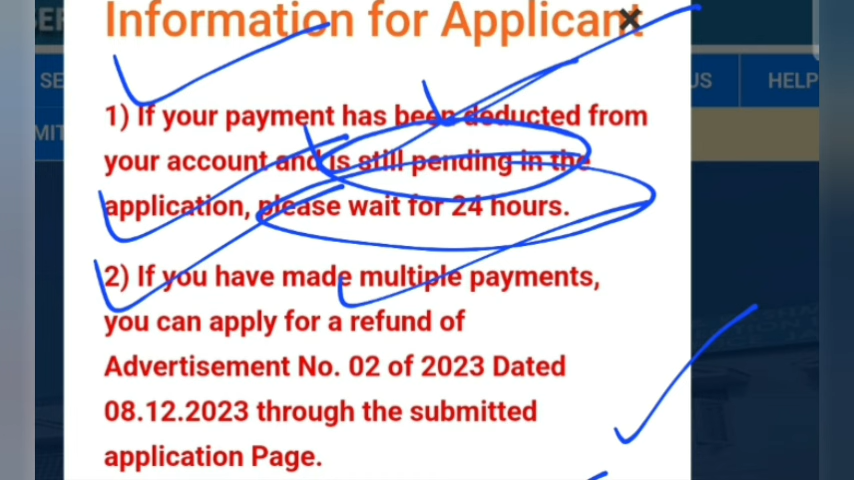 Information for Applicant
SE
US
HELP
1) If your payment has been deducted from
your account and is still pending in the
application, please wait for 24 hours.
2) If you have made multiple payments,
you can apply for a refund of
Advertisement No. 02 of 2023 Dated
08.12.2023 through the submitted
application Page.